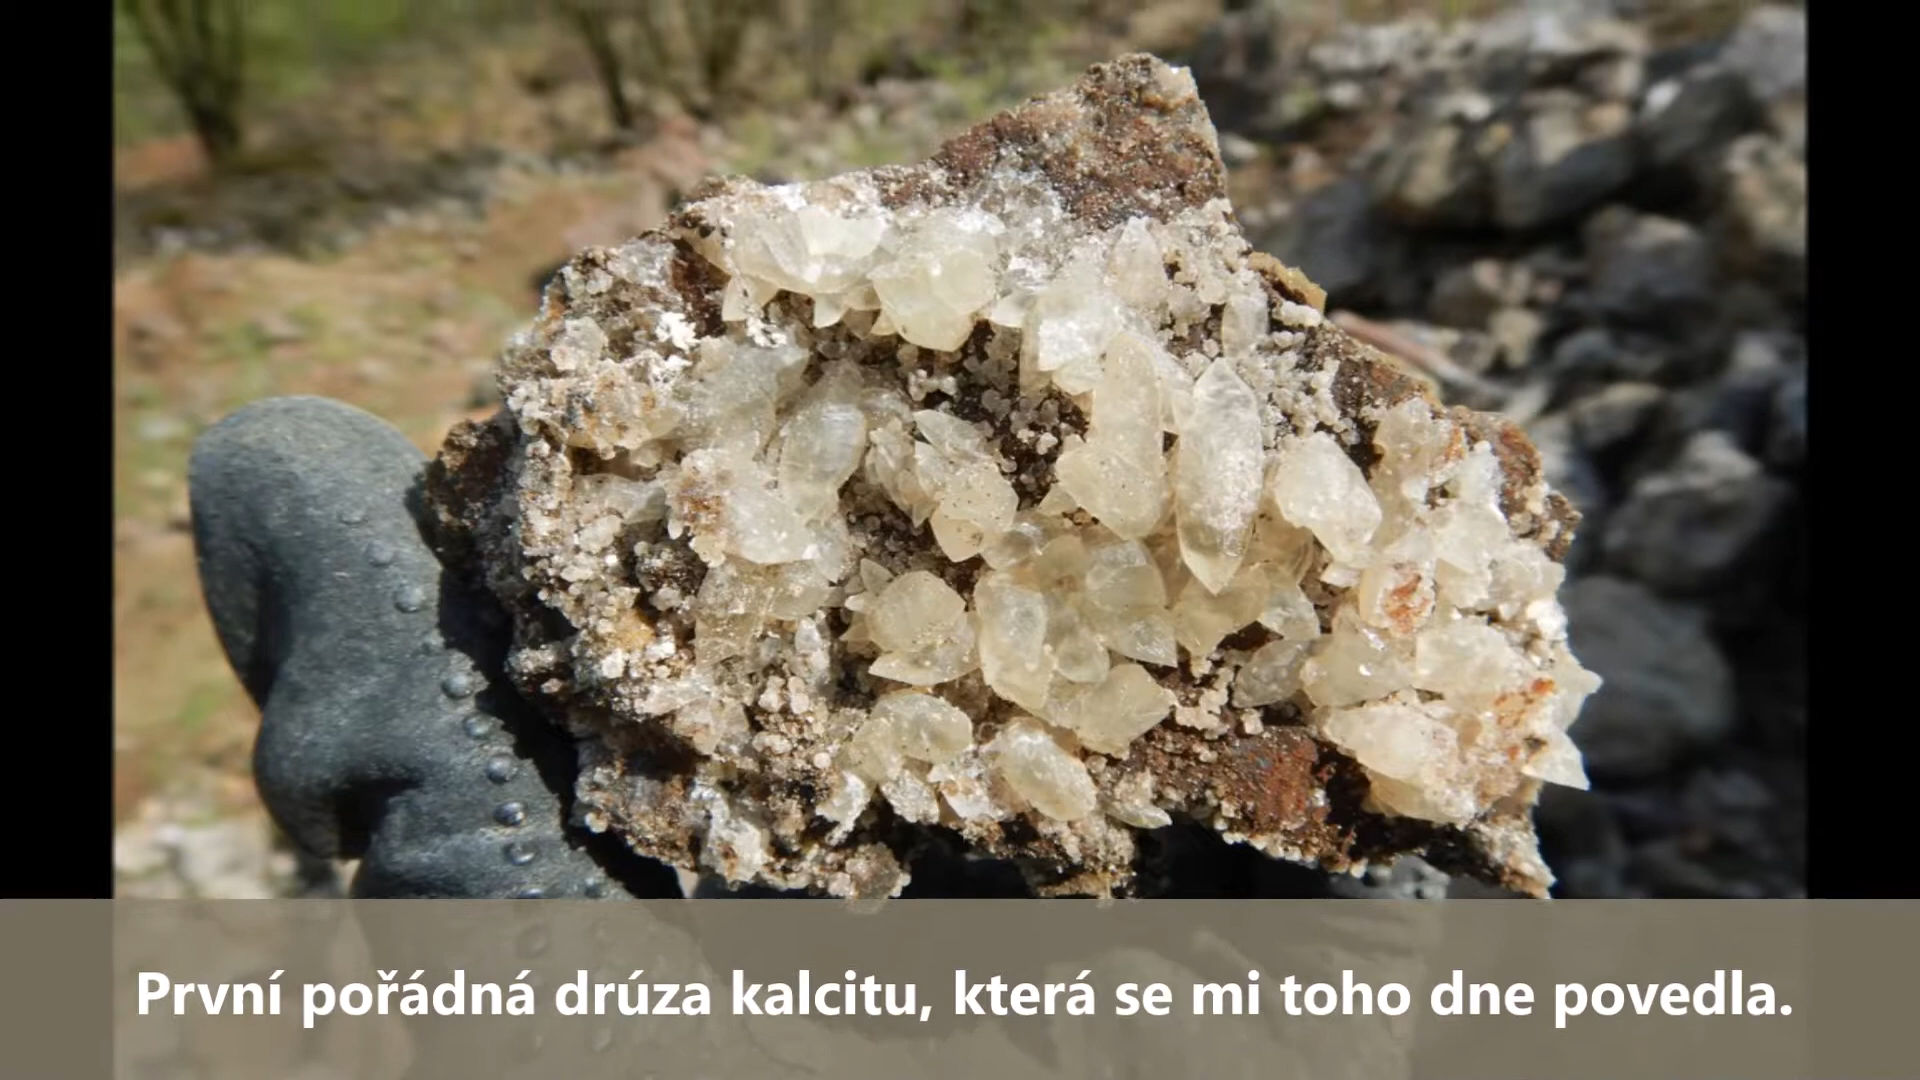 První pořádná drúza kalcitu, která se mi toho dne povedla.